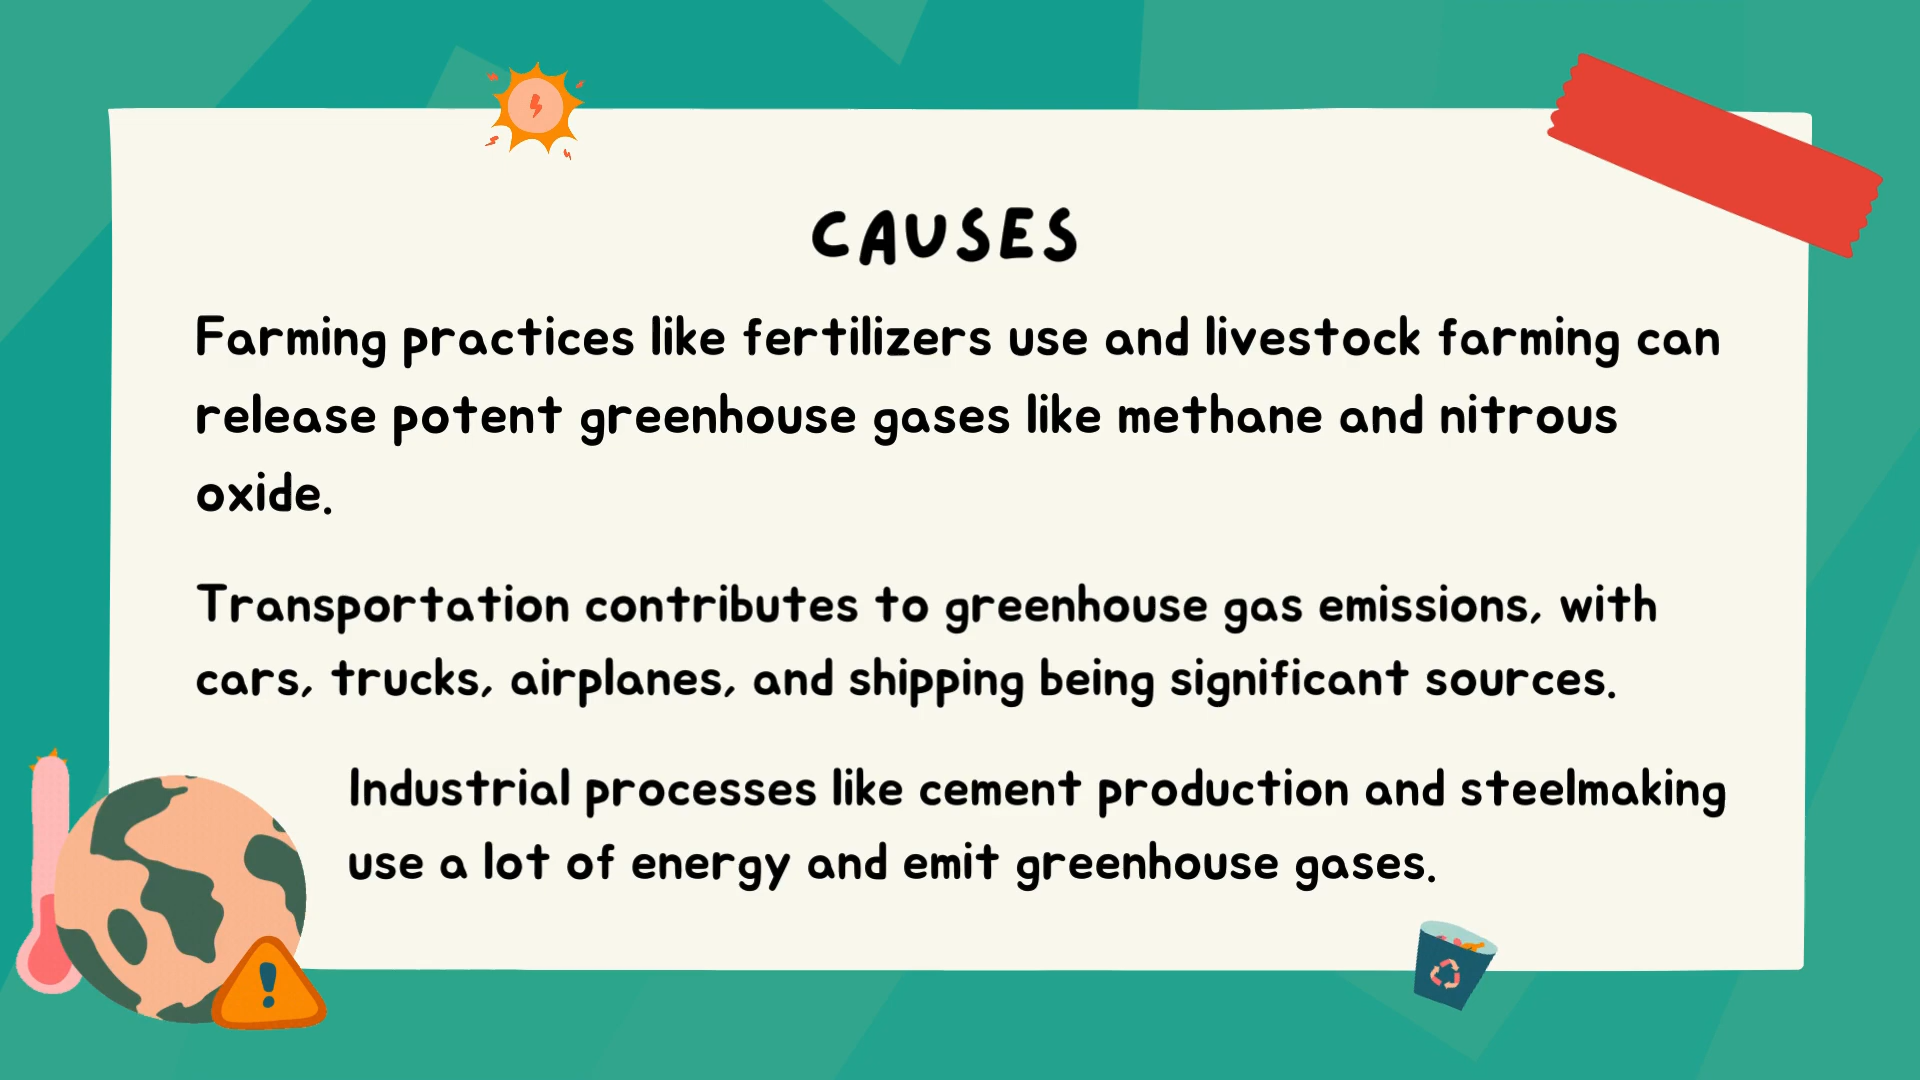 CAUSES
Farming practices like fertilizers use and livestock farming can
release potent greenhouse gases like methane and nitrous
oxide.
Transportation contributes to greenhouse gas emissions, with
cars, trucks, airplanes, and shipping being significant sources.
Industrial processes like cement production and steelmaking
use a lot of energy and emit greenhouse gases.